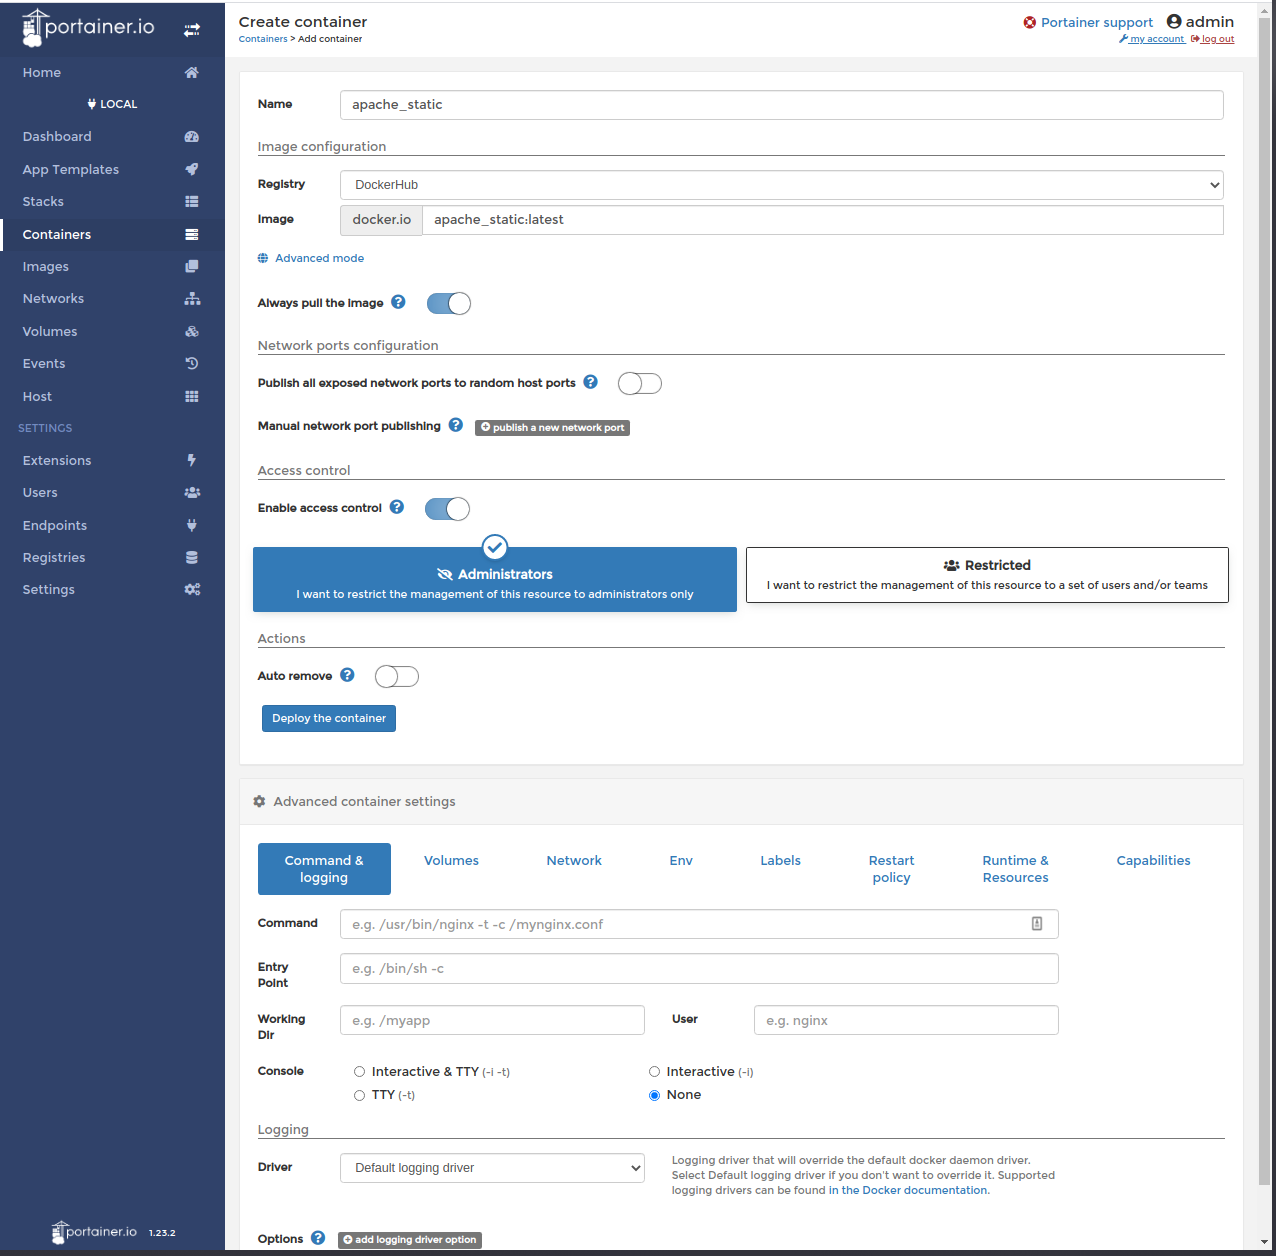 portainer.io
Home
LOCAL
Dashboard
App Templates
Stacks
Containers
Images
Networks
Volumes
Events
Host
SETTINGS
Extensions
Users
Endpoints
Registries
Settings
portainer.io 1.23.2
Create container
Containers > Add container
Portainer support admin
my account log out
Name apache_static
Image configuration
Registry DockerHub
Image docker.io apache_static:latest
Advanced mode
Always pull the image
Network ports configuration
Publish all exposed network ports to random host ports
Manual network port publishing publish a new network port
Access control
Enable access control
Administrators
I want to restrict the management of this resource to administrators only
Restricted
I want to restrict the management of this resource to a set of users and/or teams
Actions
Auto remove
Deploy the container
Advanced container settings
Command &
logging
Volumes
Network
Env
Labels
Restart
policy
Runtime &
Resources
Capabilities
Command e.g. /usr/bin/nginx -t -c /mynginx.conf
Entry
Point
e.g. /bin/sh -c
Working
Dir
e.g. /myapp
User e.g. nginx
Console
Interactive & TTY (-i -t)
Interactive (-i)
TTY (-t)
None
Logging
Driver Default logging driver
Logging driver that will override the default docker daemon driver.
Select Default logging driver if you don't want to override it. Supported
logging drivers can be found in the Docker documentation.
Options add logging driver option